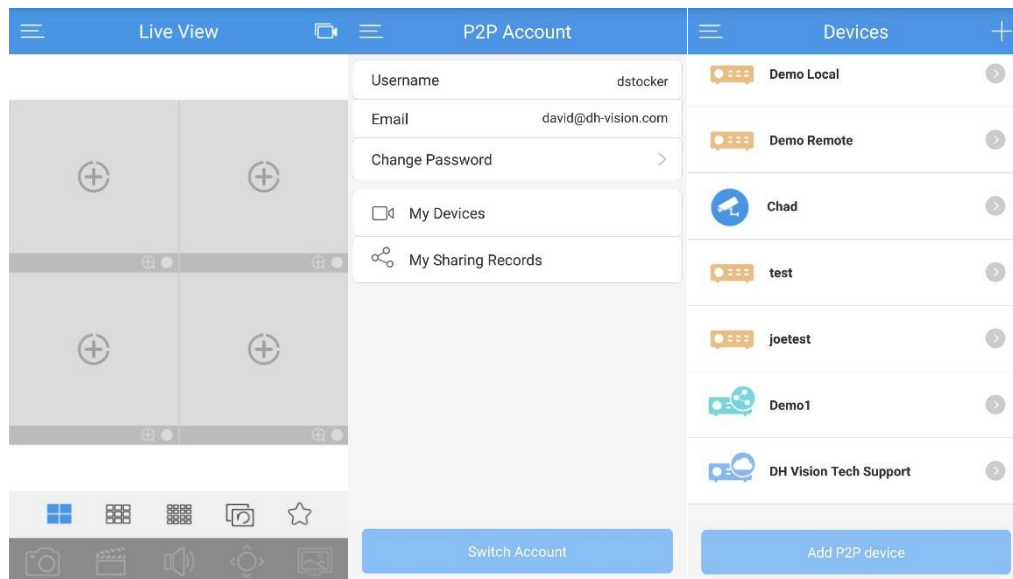 Live View
P2P Account
Username dstocker
Email david@dh-vision.com
Change Password
My Devices
My Sharing Records
Switch Account
Devices
Demo Local
Demo Remote
Chad
test
joetest
Demo1
DH Vision Tech Support
Add P2P device